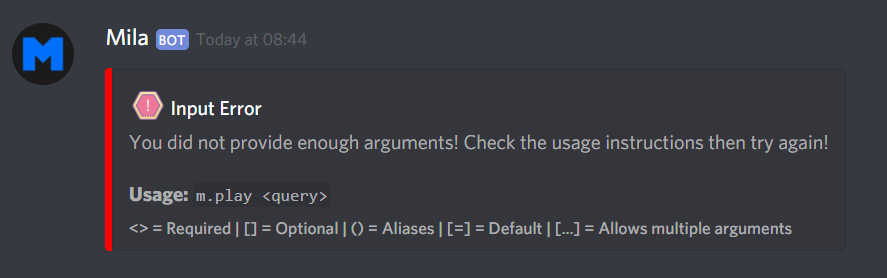 M
Mila BOT Today at 08:44
! Input Error
You did not provide enough arguments! Check the usage instructions then try again!
Usage: m.play <query>
<> = Required | [] = Optional | () = Aliases | [=] = Default | [...] = Allows multiple arguments